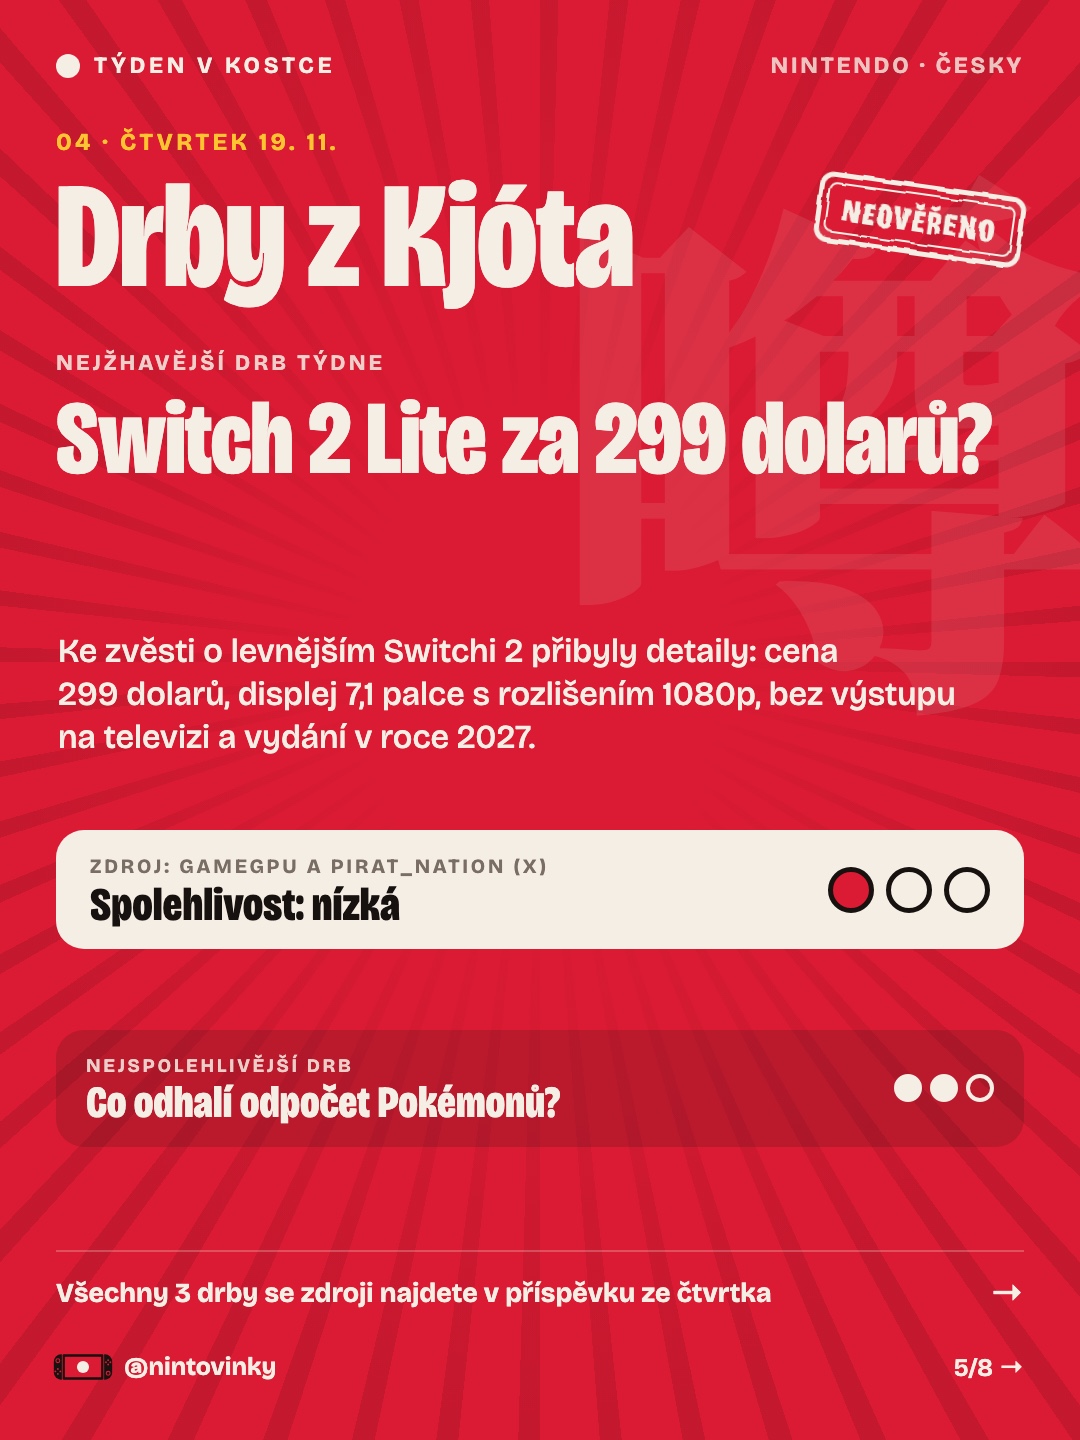 TÝDEN V KOSTCE
NINTENDO · ČESKY
04 · ČTVRTEK 19. 11.
Drby z Kjóta
NEOVĚŘENO
噂
NEJŽHAVĚJŠÍ DRB TÝDNE
Switch 2 Lite za 299 dolarů?
Ke zvěsti o levnějším Switchi 2 přibyly detaily: cena
299 dolarů, displej 7,1 palce s rozlišením 1080p, bez výstupu
na televizi a vydání v roce 2027.
ZDROJ: GAMEGPU A PIRAT_NATION (X)
Spolehlivost: nízká
NEJSPOLEHLIVĚJŠÍ DRB
Co odhalí odpočet Pokémonů?
Všechny 3 drby se zdroji najdete v příspěvku ze čtvrtka →
@nintovinky
5/8 →